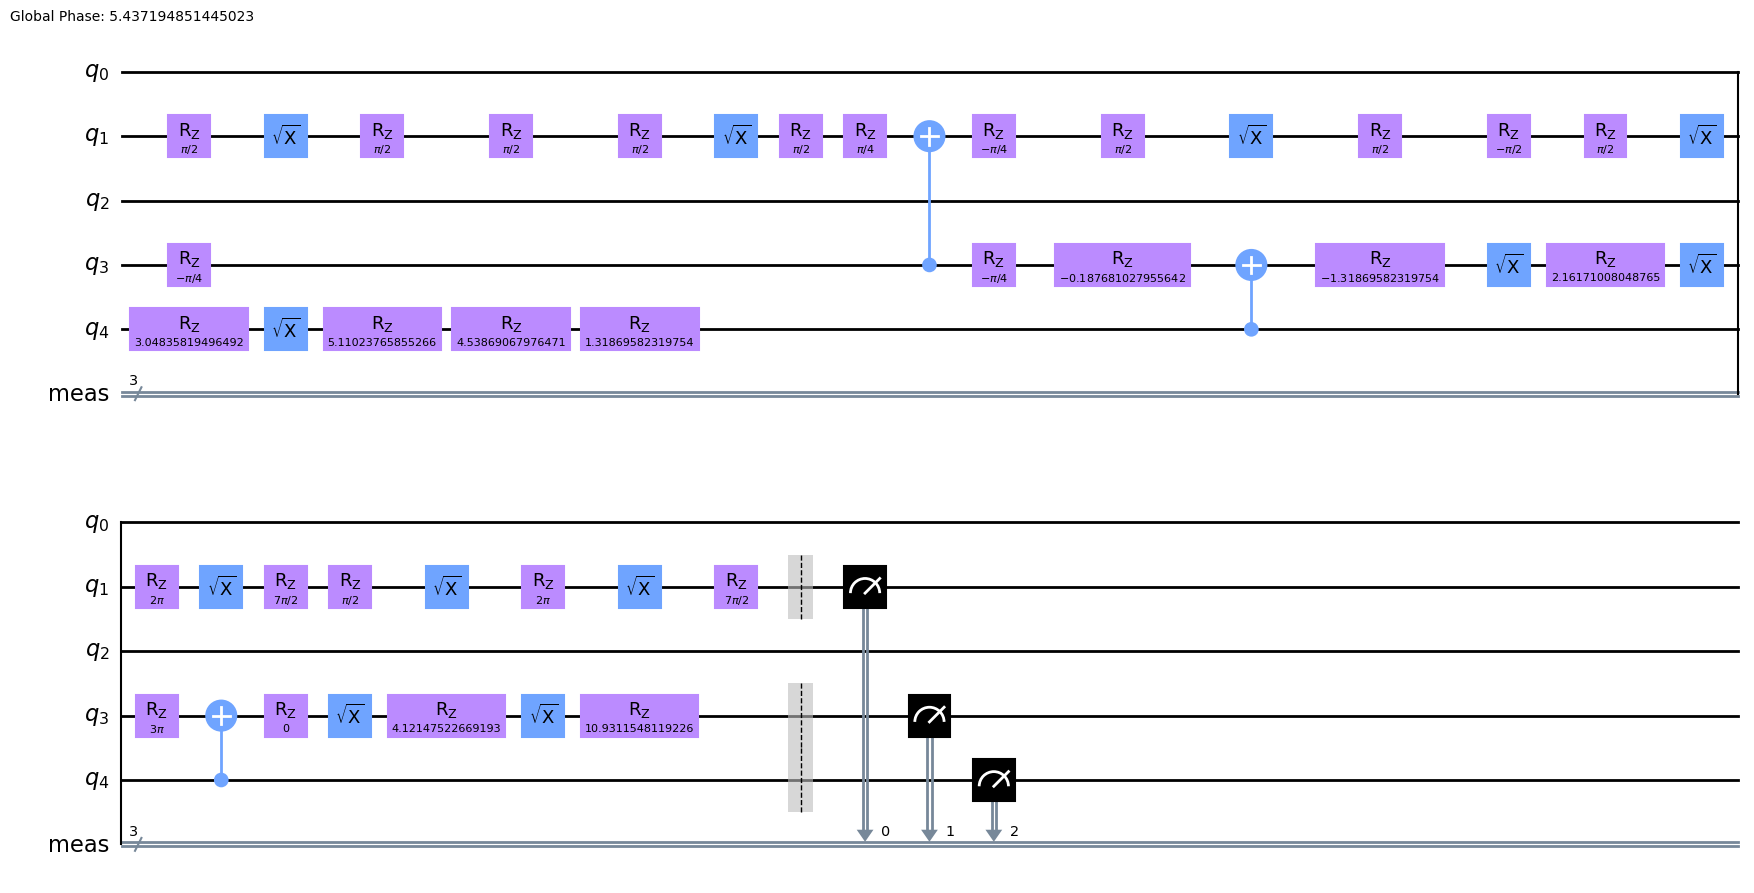 Global Phase: 5.437194851445023
q0
q1 RZ π/2 √X RZ π/2 RZ π/2 RZ π/2 √X RZ π/2 RZ π/4 RZ −π/4 RZ π/2 √X RZ π/2 RZ −π/2 RZ π/2 √X
q2
q3 RZ −π/4 RZ −π/4 RZ −0.187681027955642 RZ −1.31869582319754 √X RZ 2.16171008048765 √X
q4 RZ 3.04835819496492 √X RZ 5.11023765855266 RZ 4.53869067976471 RZ 1.31869582319754
meas 3
q0
q1 RZ 2π √X RZ 7π/2 RZ π/2 √X RZ 2π √X RZ 7π/2
q2
q3 RZ 3π RZ 0 √X RZ 4.12147522669193 √X RZ 10.9311548119226
q4
meas 3 0 1 2